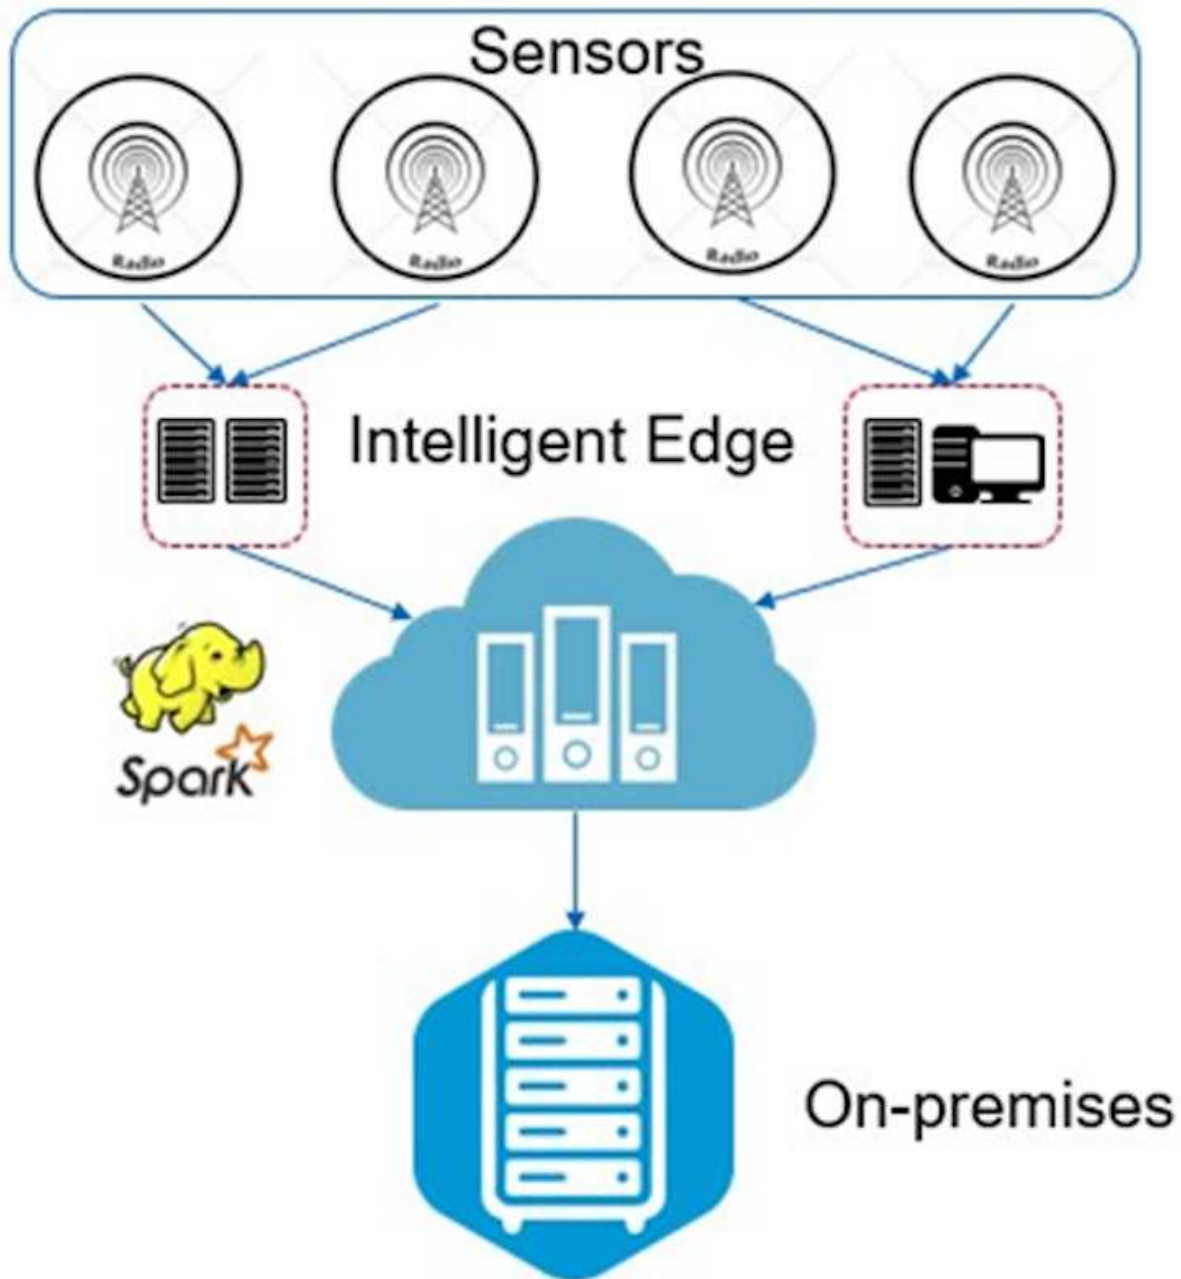 Sensors
Radio
Radio
Radio
Radio
Intelligent Edge
Spark
On-premises